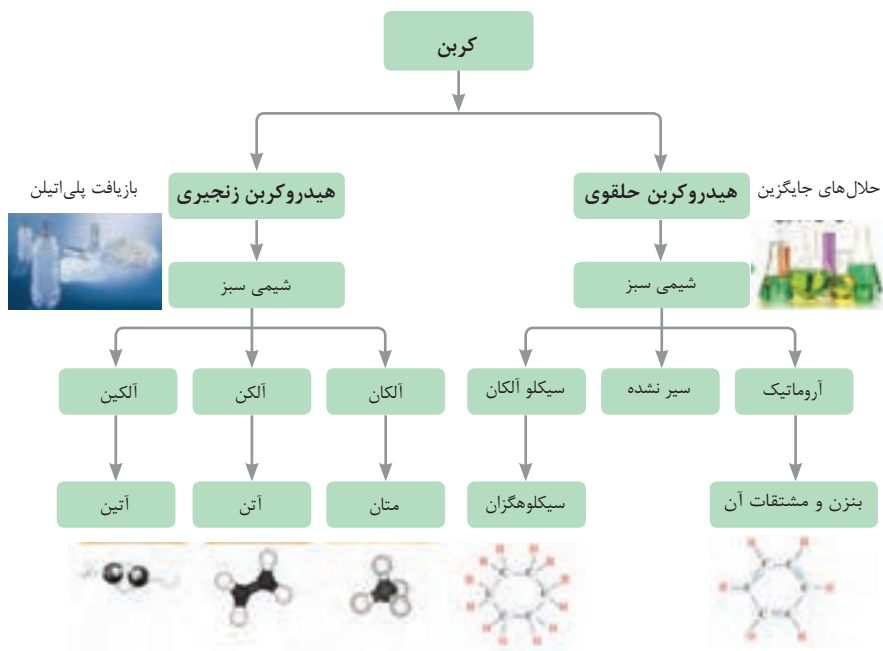 کربن
هیدروکربن حلقوی
هیدروکربن زنجیری
حلال‌های جایگزین
بازیافت پلی‌اتیلن
شیمی سبز
شیمی سبز
آروماتیک
سیر نشده
سیکلو آلکان
آلکان
آلکن
آلکین
بنزن و مشتقات آن
سیکلوهگزان
متان
آتن
آتین